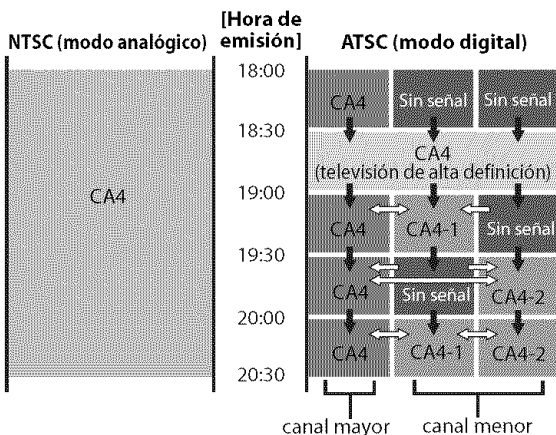 [Hora de
NTSC (modo analógico) emisión] ATSC (modo digital)
18:00
CA4 Sin señal Sin señal
18:30
CA4
(televisión de alta definición)
19:00
CA4
CA4 CA4-1 Sin señal
19:30
CA4 Sin señal CA4-2
20:00
CA4 CA4-1 CA4-2
20:30
canal mayor canal menor